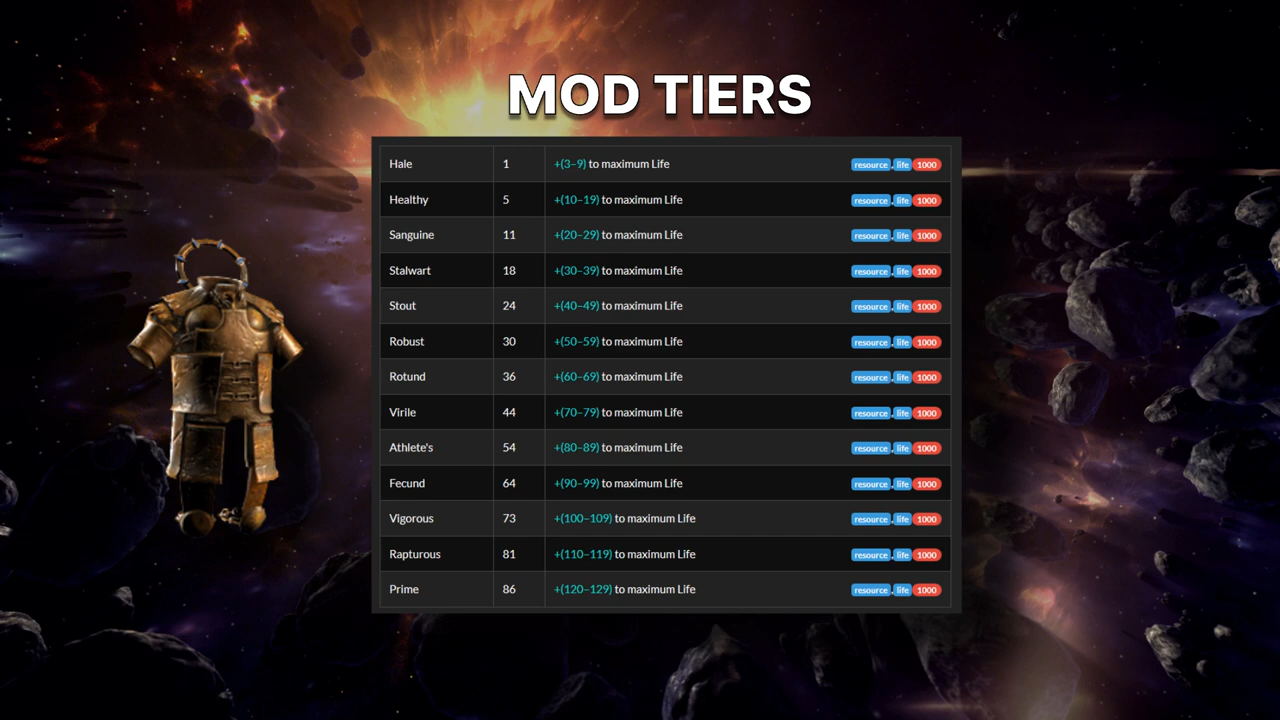 MOD TIERS
Hale 1 +(3–9) to maximum Life resource life 1000
Healthy 5 +(10–19) to maximum Life resource life 1000
Sanguine 11 +(20–29) to maximum Life resource life 1000
Stalwart 18 +(30–39) to maximum Life resource life 1000
Stout 24 +(40–49) to maximum Life resource life 1000
Robust 30 +(50–59) to maximum Life resource life 1000
Rotund 36 +(60–69) to maximum Life resource life 1000
Virile 44 +(70–79) to maximum Life resource life 1000
Athlete's 54 +(80–89) to maximum Life resource life 1000
Fecund 64 +(90–99) to maximum Life resource life 1000
Vigorous 73 +(100–109) to maximum Life resource life 1000
Rapturous 81 +(110–119) to maximum Life resource life 1000
Prime 86 +(120–129) to maximum Life resource life 1000